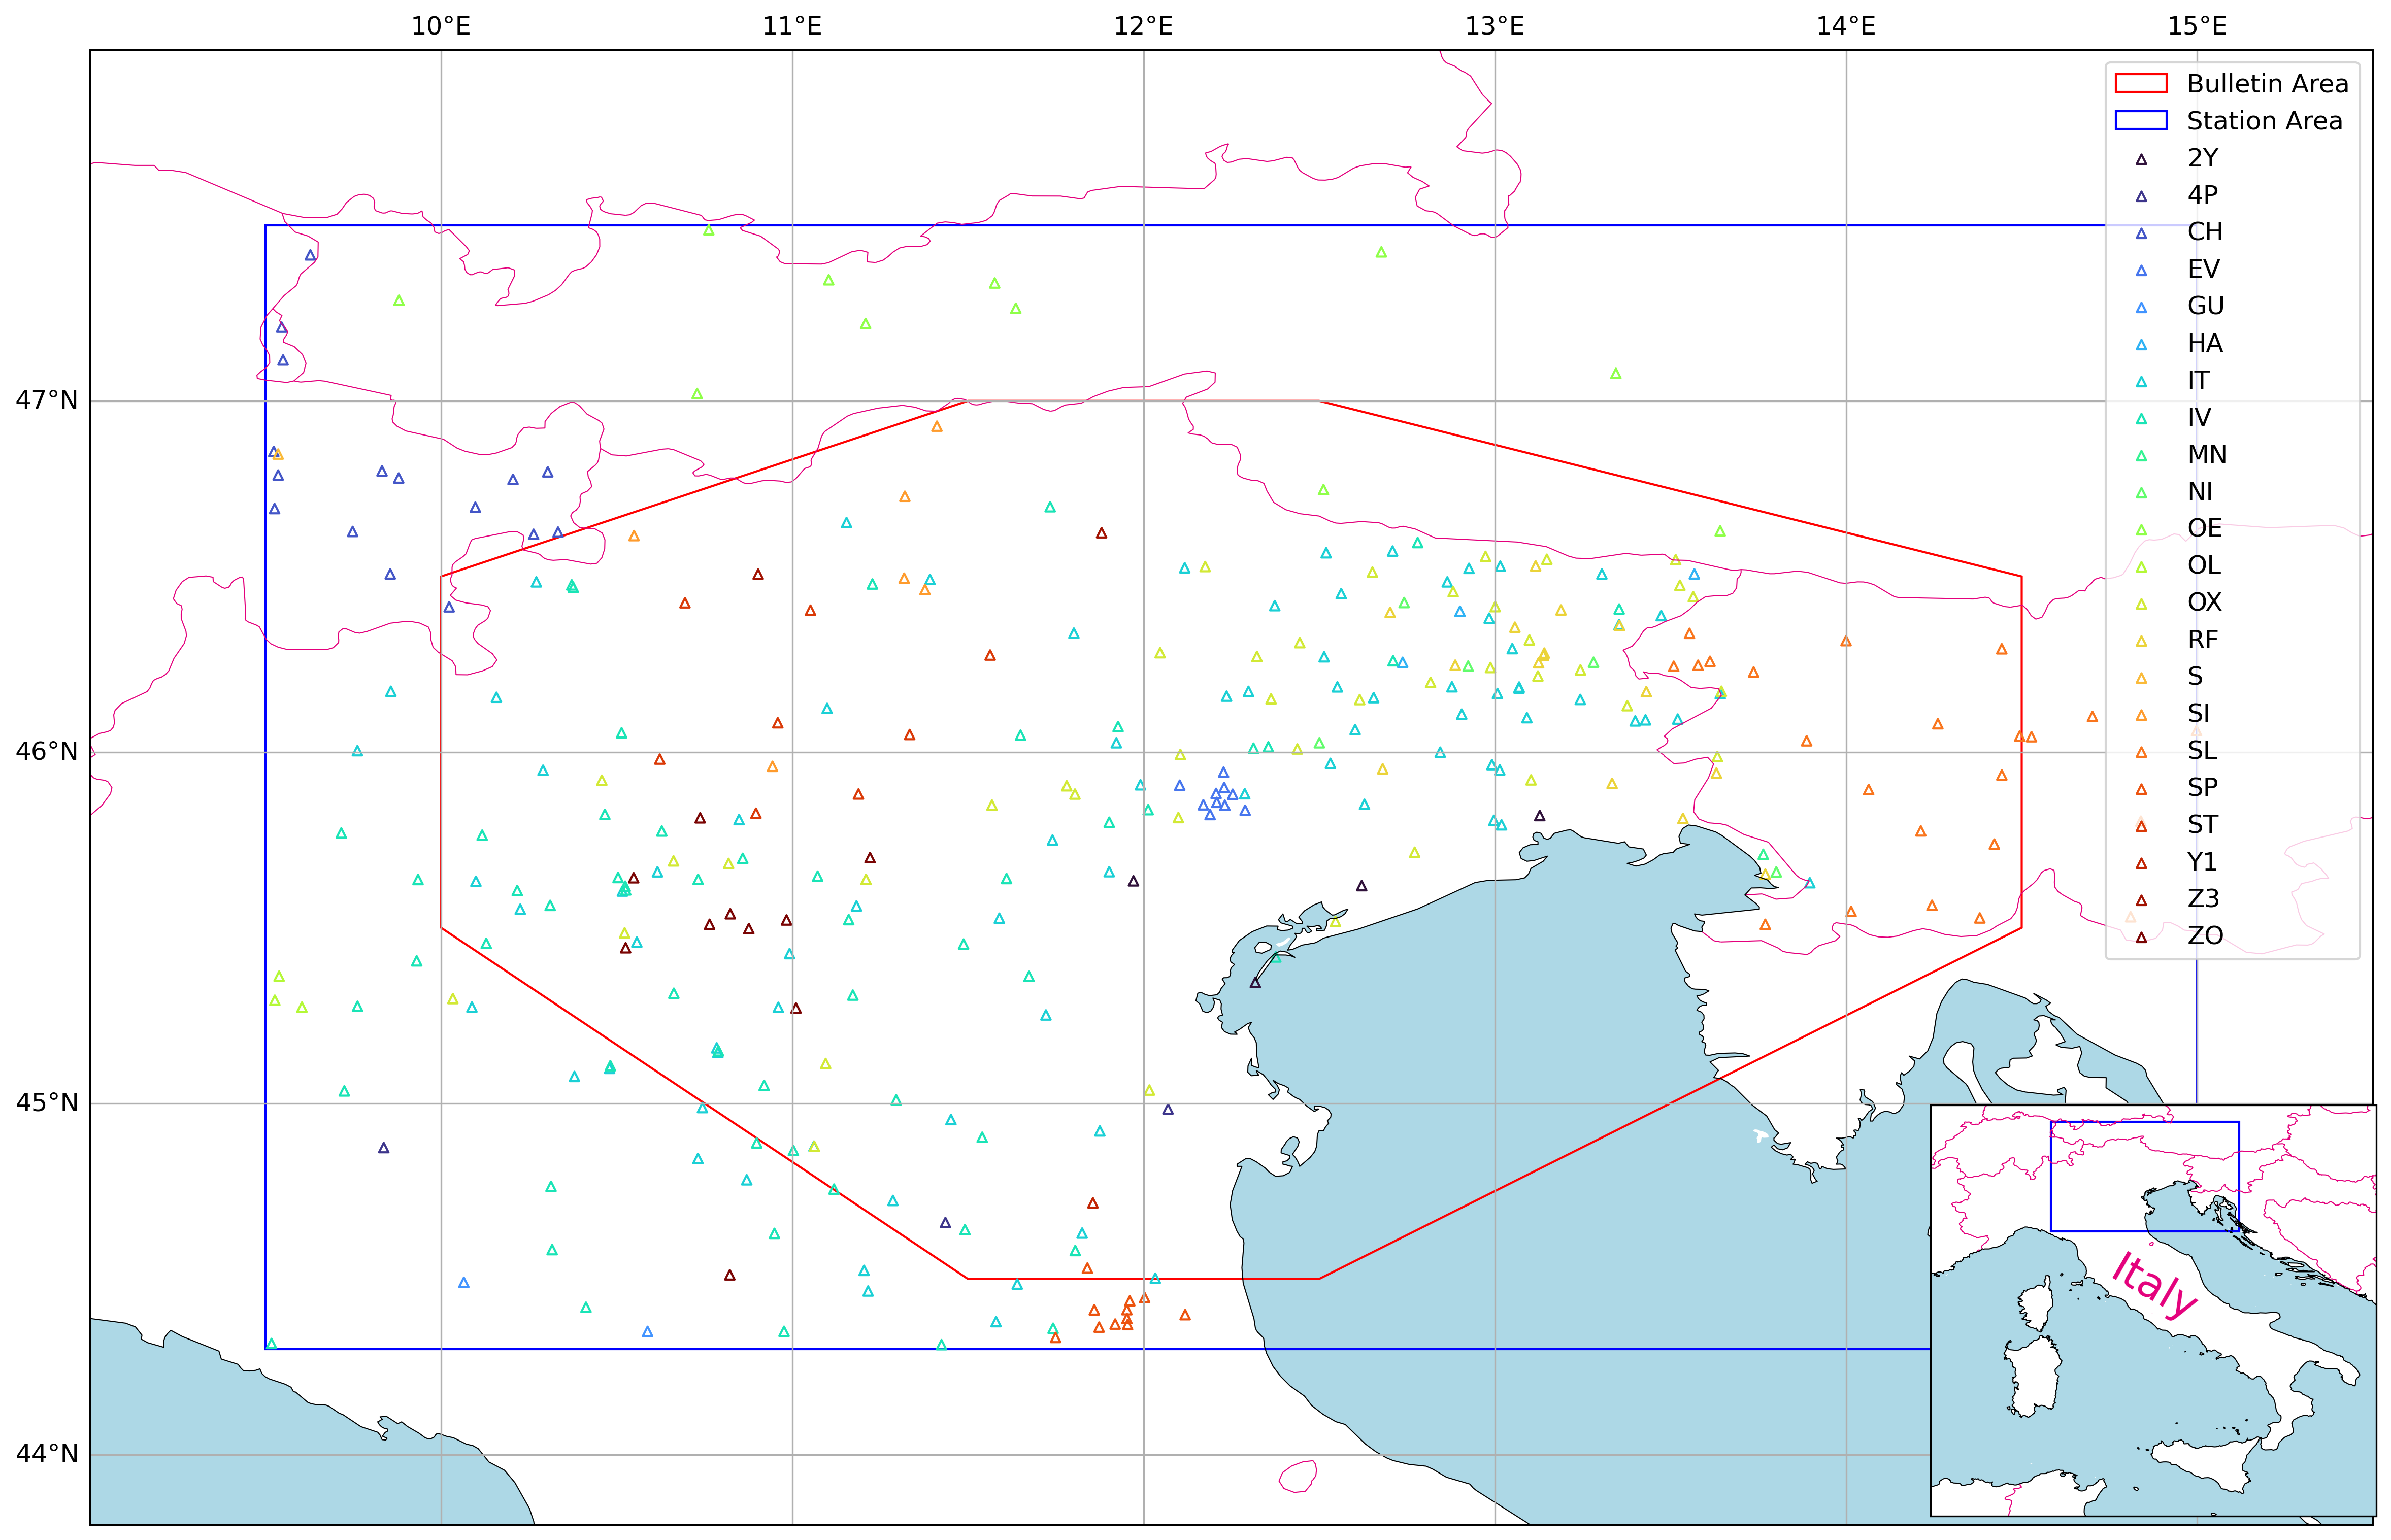 10°E 11°E 12°E 13°E 14°E 15°E
Bulletin Area
Station Area
2Y
4P
CH
EV
GU
HA
IT
47°N
IV
MN
NI
OE
OL
OX
RF
S
SI
46°N
SL
SP
ST
Y1
Z3
ZO
45°N
Italy
44°N